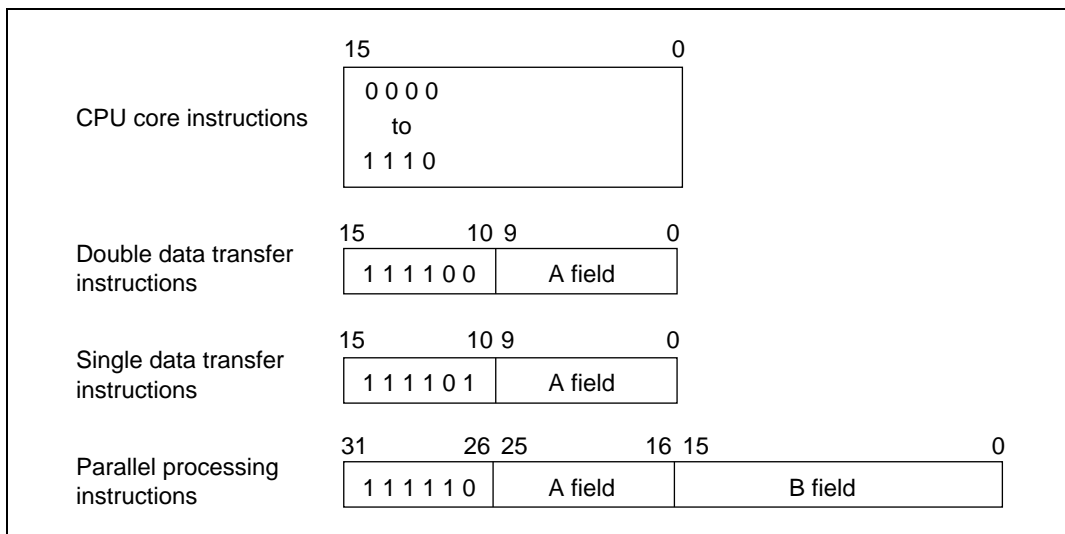 15 0
CPU core instructions
0 0 0 0
to
1 1 1 0
15 10 9 0
Double data transfer
instructions
1 1 1 1 0 0 A field
15 10 9 0
Single data transfer
instructions
1 1 1 1 0 1 A field
31 26 25 16 15 0
Parallel processing
instructions
1 1 1 1 1 0 A field B field